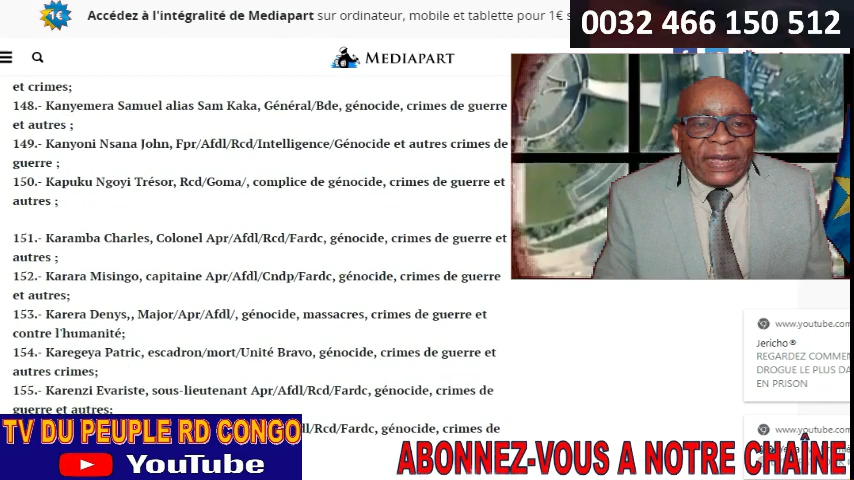 1€
Accédez à l'intégralité de Mediapart sur ordinateur, mobile et tablette pour 1€
0032 466 150 512
MEDIAPART
et crimes;
148.- Kanyemera Samuel alias Sam Kaka, Général/Bde, génocide, crimes de guerre
et autres ;
149.- Kanyoni Nsana John, Fpr/Afdl/Rcd/Intelligence/Génocide et autres crimes de
guerre ;
150.- Kapuku Ngoyi Trésor, Rcd/Goma/, complice de génocide, crimes de guerre et
autres ;
151.- Karamba Charles, Colonel Apr/Afdl/Rcd/Fardc, génocide, crimes de guerre et
autres ;
152.- Karara Misingo, capitaine Apr/Afdl/Cndp/Fardc, génocide, crimes de guerre
et autres;
153.- Karera Denys,, Major/Apr/Afdl/, génocide, massacres, crimes de guerre et
contre l'humanité;
154.- Karegeya Patric, escadron/mort/Unité Bravo, génocide, crimes de guerre et
autres crimes;
155.- Karenzi Evariste, sous-lieutenant Apr/Afdl/Rcd/Fardc, génocide, crimes de
guerre et autres;
/Rcd/Fardc, génocide, crimes de
www.youtube.com
Jericho®
REGARDEZ
DROGUE LE PLUS
EN PRISON
www.youtube.com
TV DU PEUPLE RD CONGO
YouTube
ABONNEZ-VOUS A NOTRE CHAÎNE